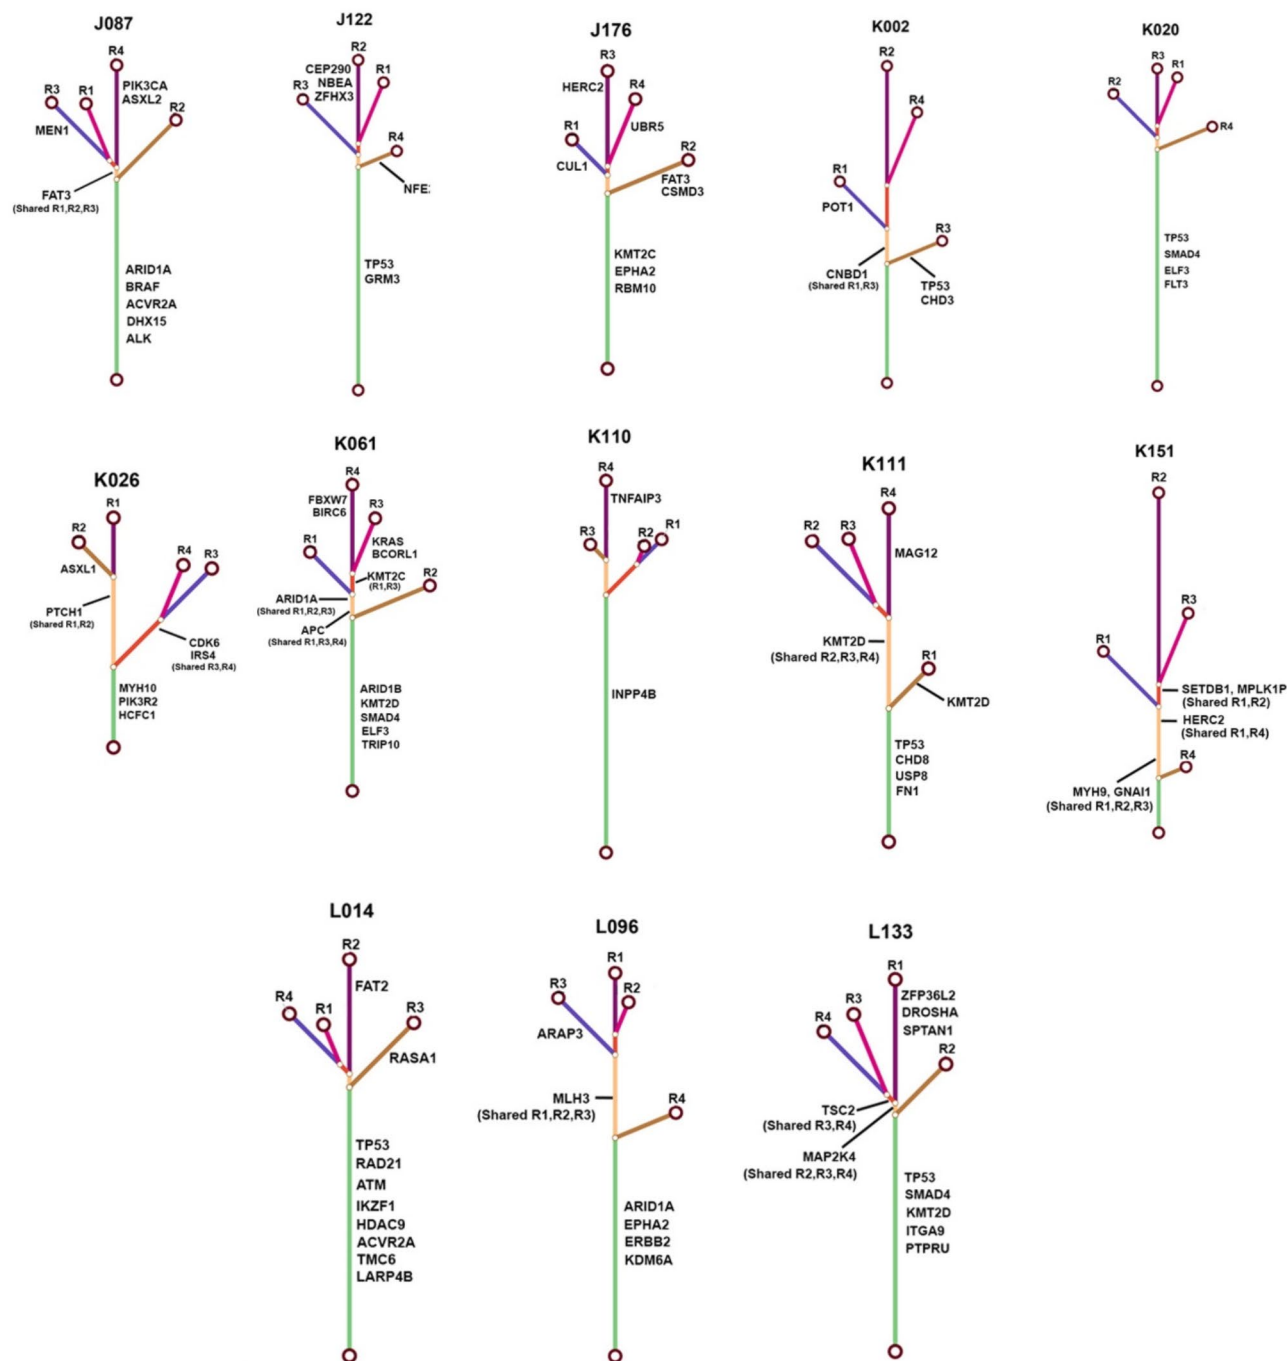 J087
R4
R3
R1
PIK3CA
ASXL2
R2
MEN1
FAT3
(Shared R1,R2,R3)
ARID1A
BRAF
ACVR2A
DHX15
ALK
J122
R2
CEP290
NBEA
ZFHX3
R1
R3
R4
NFE
TP53
GRM3
J176
R3
HERC2
R4
UBR5
R1
CUL1
R2
FAT3
CSMD3
KMT2C
EPHA2
RBM10
K002
R2
R4
R1
POT1
R3
CNBD1
(Shared R1,R3)
TP53
CHD3
K020
R3
R1
R2
R4
TP53
SMAD4
ELF3
FLT3
K026
R1
R2
R4
R3
ASXL1
PTCH1
(Shared R1,R2)
CDK6
IRS4
(Shared R3,R4)
MYH10
PIK3R2
HCFC1
K061
R4
FBXW7
BIRC6
R3
KRAS
BCORL1
R1
KMT2C
(R1,R3)
R2
ARID1A
(Shared R1,R2,R3)
APC
(Shared R1,R3,R4)
ARID1B
KMT2D
SMAD4
ELF3
TRIP10
K110
R4
TNFAIP3
R3
R2
R1
INPP4B
K111
R4
R2
R3
MAG12
KMT2D
(Shared R2,R3,R4)
R1
KMT2D
TP53
CHD8
USP8
FN1
K151
R2
R3
R1
SETDB1, MPLK1P
(Shared R1,R2)
HERC2
(Shared R1,R4)
R4
MYH9, GNAI1
(Shared R1,R2,R3)
L014
R2
FAT2
R4
R1
R3
RASA1
TP53
RAD21
ATM
IKZF1
HDAC9
ACVR2A
TMC6
LARP4B
L096
R1
R3
R2
ARAP3
MLH3
(Shared R1,R2,R3)
R4
ARID1A
EPHA2
ERBB2
KDM6A
L133
R1
ZFP36L2
DROSHA
SPTAN1
R3
R4
R2
TSC2
(Shared R3,R4)
MAP2K4
(Shared R2,R3,R4)
TP53
SMAD4
KMT2D
ITGA9
PTPRU